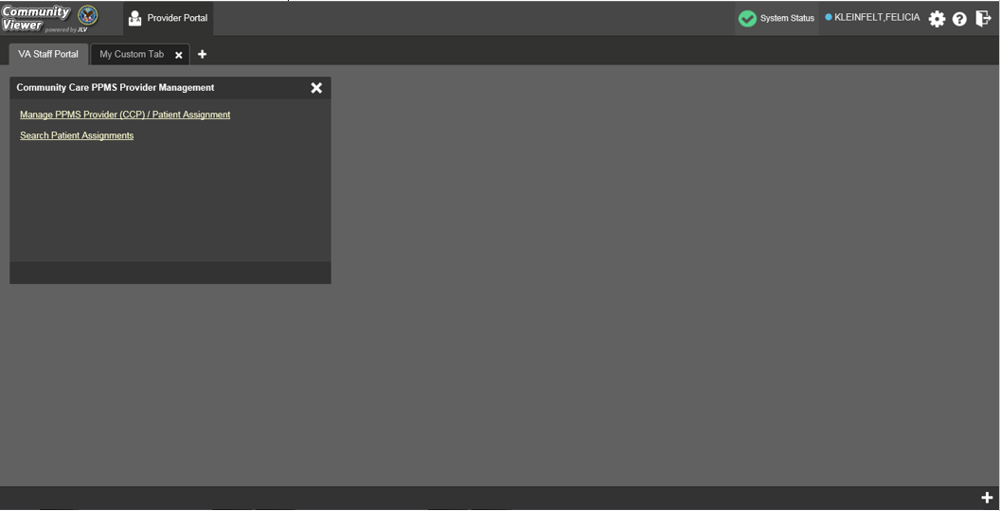 Community
Viewer powered by JLV
Provider Portal
System Status
KLEINFELT,FELICIA
VA Staff Portal
My Custom Tab
Community Care PPMS Provider Management
Manage PPMS Provider (CCP) / Patient Assignment
Search Patient Assignments